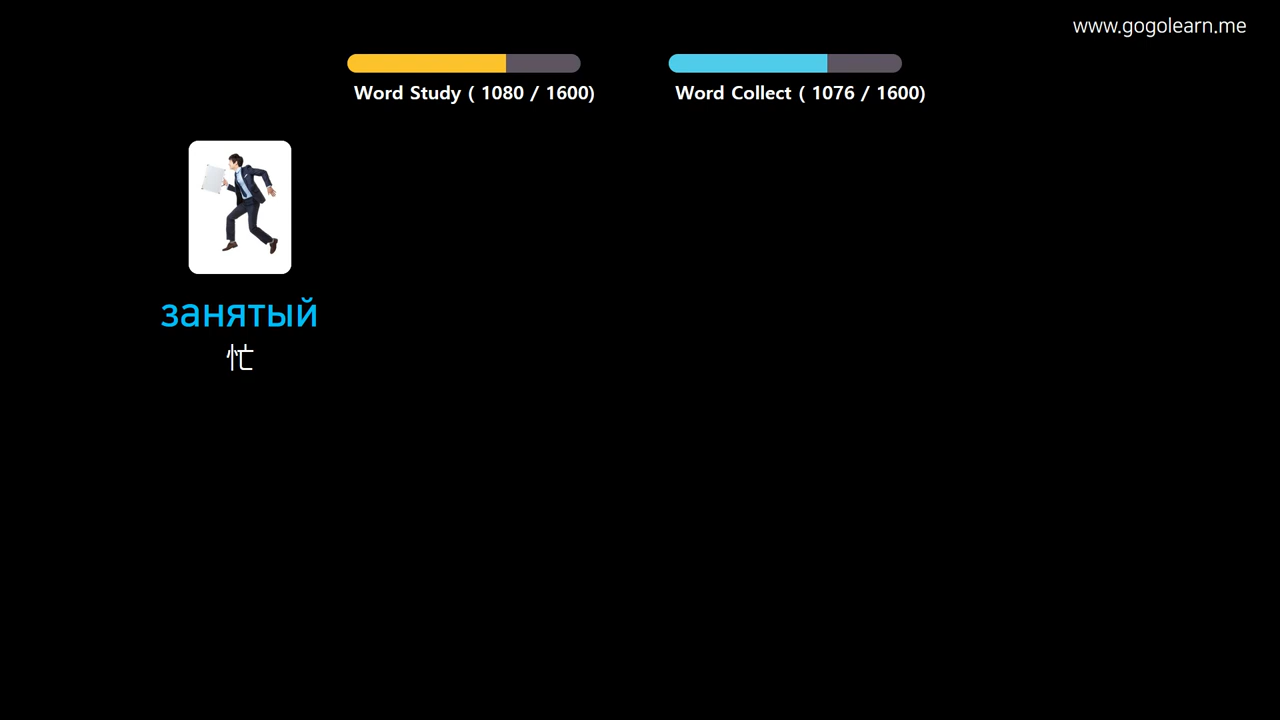 www.gogolearn.me
Word Study ( 1080 / 1600)
Word Collect ( 1076 / 1600)
занятый
忙